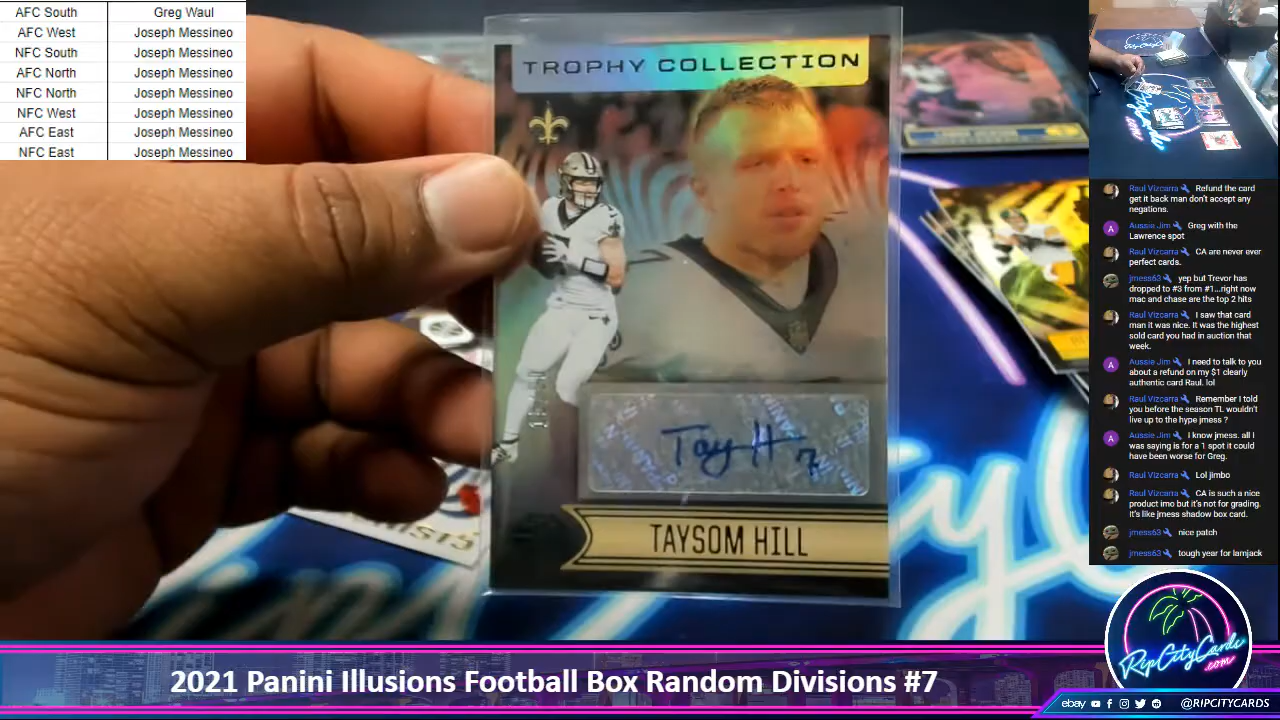 AFC South Greg Waul
AFC West Joseph Messineo
NFC South Joseph Messineo
AFC North Joseph Messineo
NFC North Joseph Messineo
NFC West Joseph Messineo
AFC East Joseph Messineo
NFC East Joseph Messineo
TROPHY COLLECTION
Tay H 7
TAYSOM HILL
Raul Vizcarra Refund the card
get it back man don't accept any
negations.
A Aussie Jim Greg with the
Lawrence spot
Raul Vizcarra CA are never ever
perfect cards.
jmess63 yep but Trevor has
dropped to #3 from #1...right now
mac and chase are the top 2 hits
Raul Vizcarra I saw that card
man it was nice. It was the highest
sold card you had in auction that
week.
A Aussie Jim I need to talk to you
about a refund on my $1 clearly
authentic card Raul. lol
Raul Vizcarra Remember I told
you before the season TL wouldn't
live up to the hype jmess ?
A Aussie Jim I know jmess. all I
was saying is for a 1 spot it could
have been worse for Greg.
Raul Vizcarra Lol jimbo
Raul Vizcarra CA is such a nice
product imo but it's not for grading.
it's like jmess shadow box card.
jmess63 nice patch
jmess63 tough year for lamjack
RipCityCards
.com
2021 Panini Illusions Football Box Random Divisions #7
ebay @RIPCITYCARDS